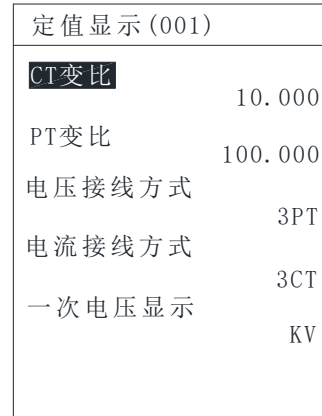 定值显示(001)
CT变比
10.000
PT变比
100.000
电压接线方式
3PT
电流接线方式
3CT
一次电压显示
KV